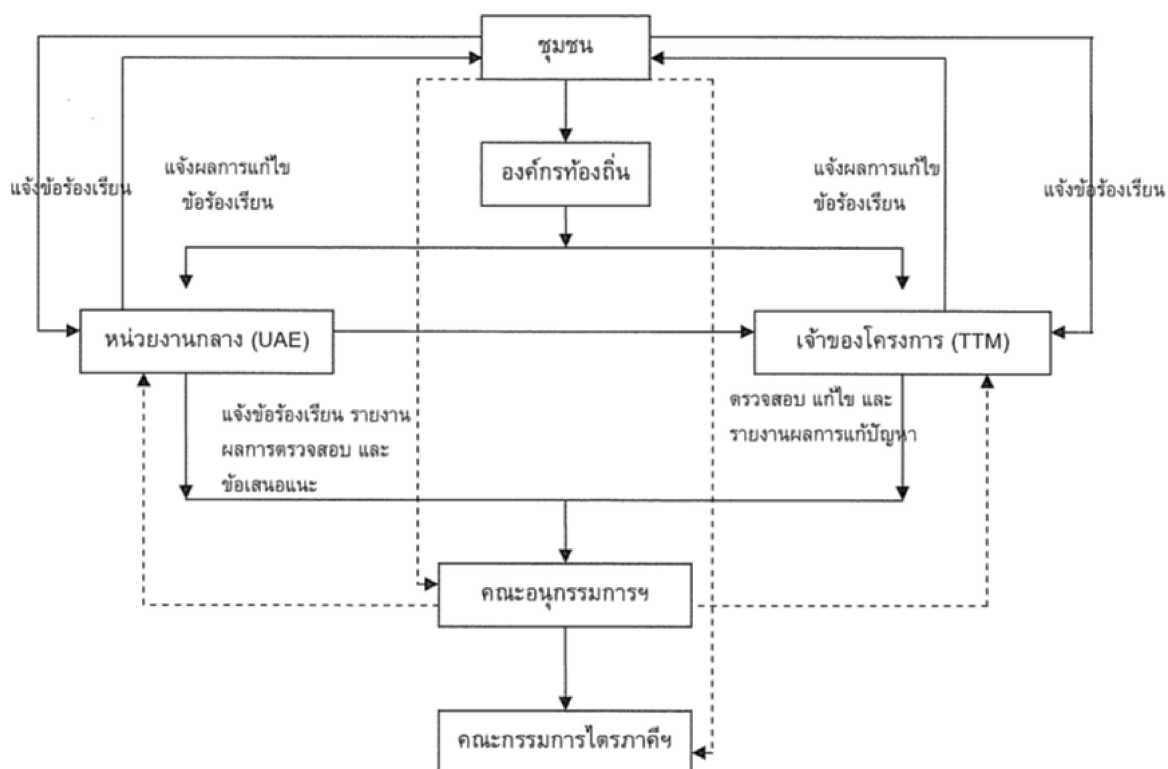 ชุมชน
องค์กรท้องถิ่น
แจ้งข้อร้องเรียน
แจ้งผลการแก้ไข
ข้อร้องเรียน
แจ้งผลการแก้ไข
ข้อร้องเรียน
แจ้งข้อร้องเรียน
หน่วยงานกลาง (UAE)
เจ้าของโครงการ (TTM)
แจ้งข้อร้องเรียน รายงาน
ผลการตรวจสอบ และ
ข้อเสนอแนะ
ตรวจสอบ แก้ไข และ
รายงานผลการแก้ปัญหา
คณะอนุกรรมการฯ
คณะกรรมการไตรภาคีฯ